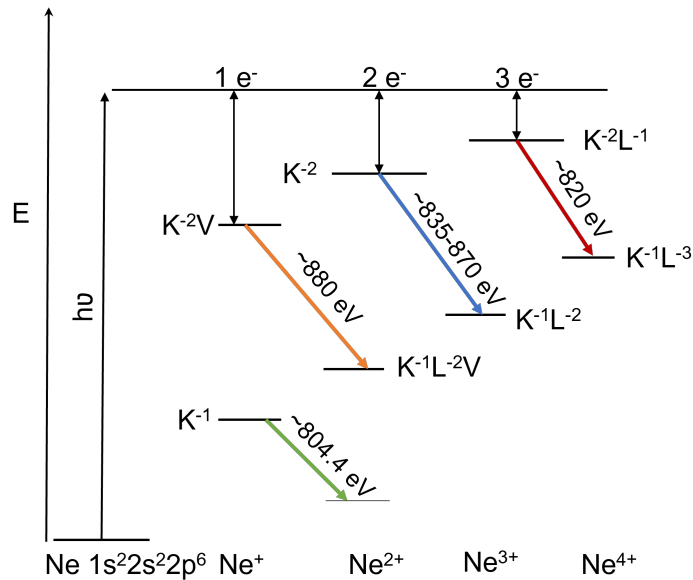 1 e⁻ 2 e⁻ 3 e⁻
K⁻²L⁻¹
K⁻²
~820 eV
E
K⁻²V
~835-870 eV
K⁻¹L⁻³
~880 eV
hυ
K⁻¹L⁻²
K⁻¹L⁻²V
K⁻¹
~804.4 eV
Ne 1s²2s²2p⁶ Ne⁺ Ne²⁺ Ne³⁺ Ne⁴⁺